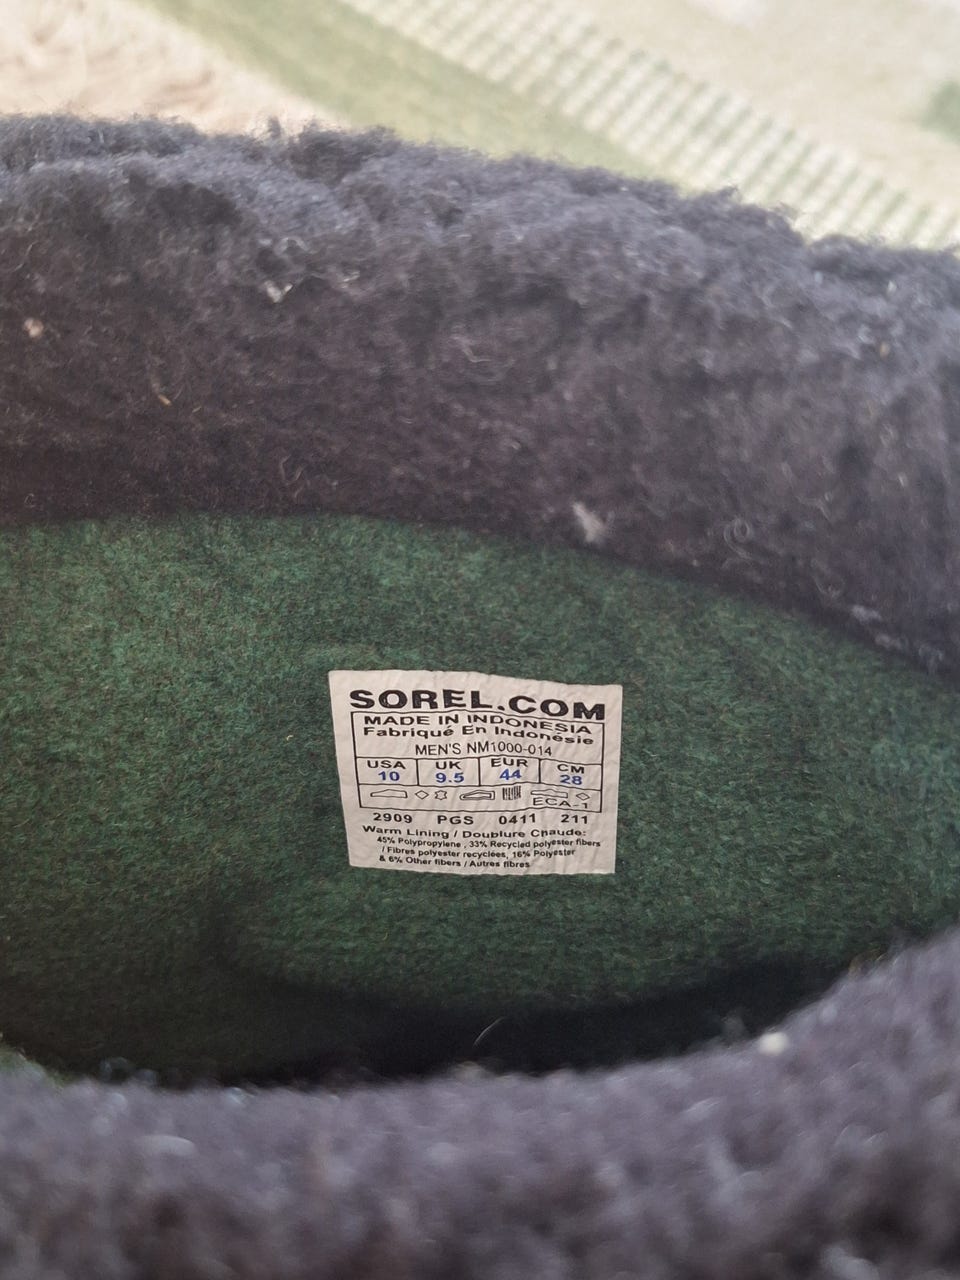 SOREL.COM
MADE IN INDONESIA
Fabriqué En Indonésie
MEN'S NM1000-014
USA UK EUR CM
10 9.5 44 28
ECA-1
2909 PGS 0411 211
Warm Lining / Doublure Chaude:
45% Polypropylene , 33% Recycled polyester fibers
/ Fibres polyester recyclées, 16% Polyester
& 6% Other fibers / Autres fibres